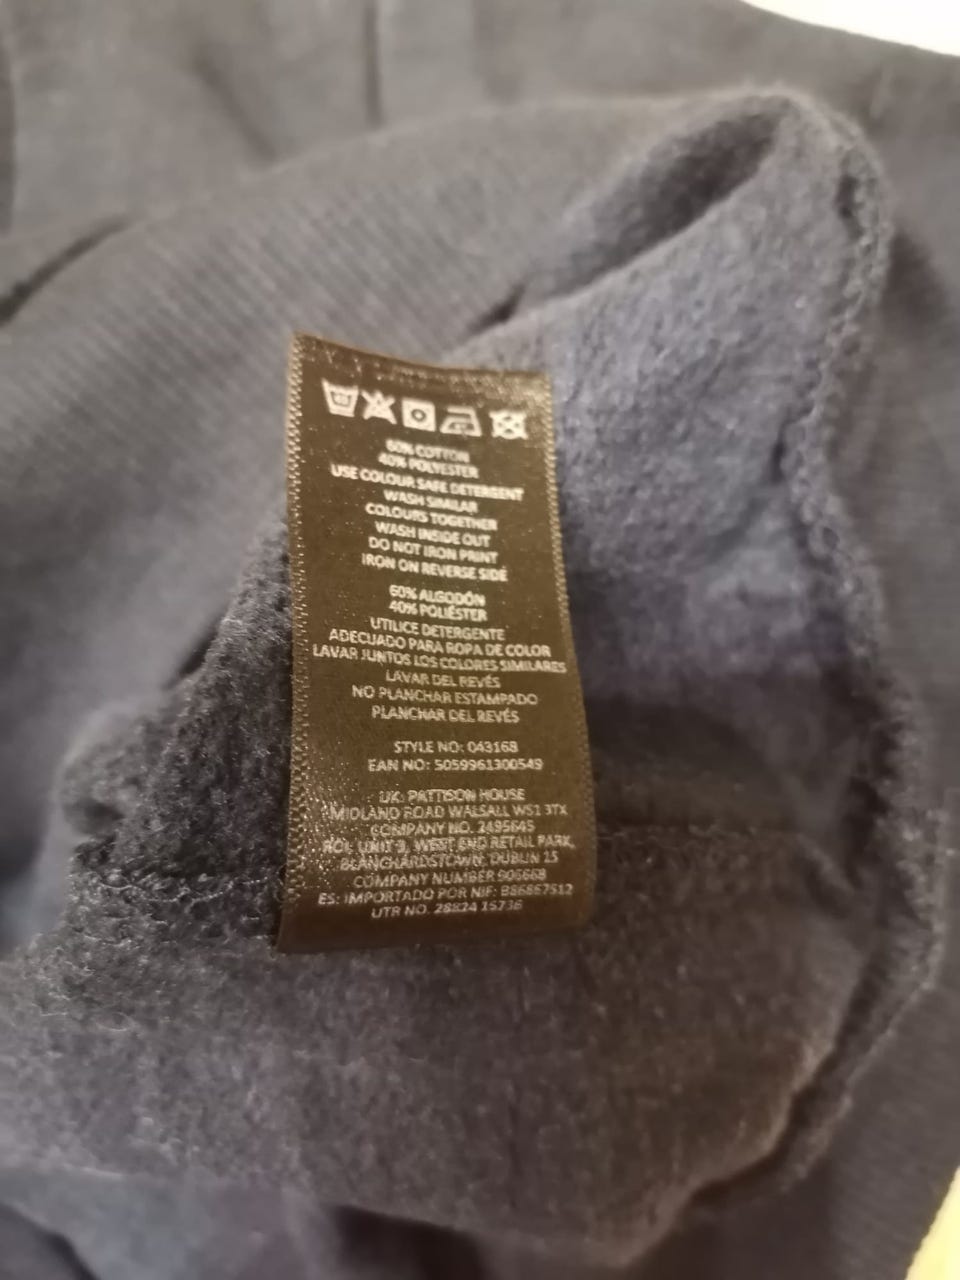 60% COTTON
40% POLYESTER
USE COLOUR SAFE DETERGENT
WASH SIMILAR
COLOURS TOGETHER
WASH INSIDE OUT
DO NOT IRON PRINT
IRON ON REVERSE SIDE
60% ALGODÓN
40% POLIÉSTER
UTILICE DETERGENTE
ADECUADO PARA ROPA DE COLOR
LAVAR JUNTOS LOS COLORES SIMILARES
LAVAR DEL REVÉS
NO PLANCHAR ESTAMPADO
PLANCHAR DEL REVÉS
STYLE NO: 043168
EAN NO: 5059961300549
UK: PATTISON HOUSE
MIDLAND ROAD WALSALL WS1 3TX
COMPANY NO. 2495645
ROI: UNIT 9, WEST END RETAIL PARK,
BLANCHARDSTOWN, DUBLIN 15
COMPANY NUMBER 906668
ES: IMPORTADO POR NIF: B86867512
UTR NO. 28824 15736